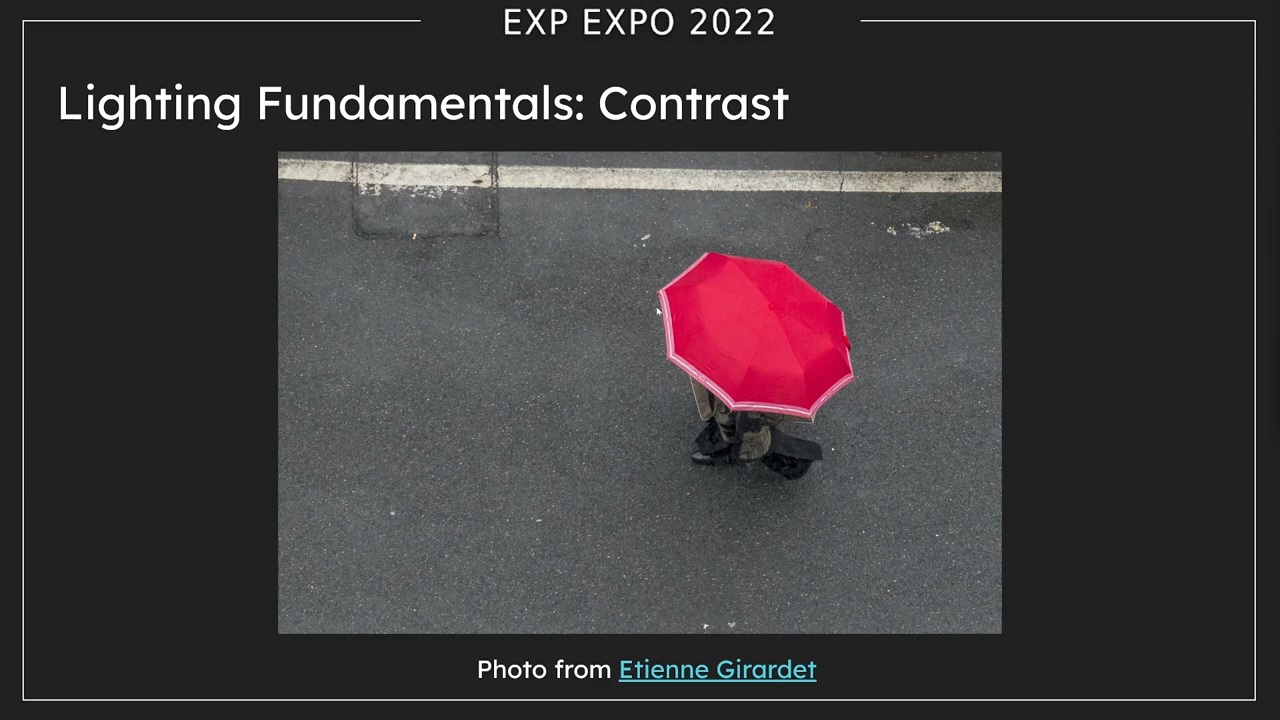 EXP EXPO 2022
Lighting Fundamentals: Contrast
Photo from Etienne Girardet